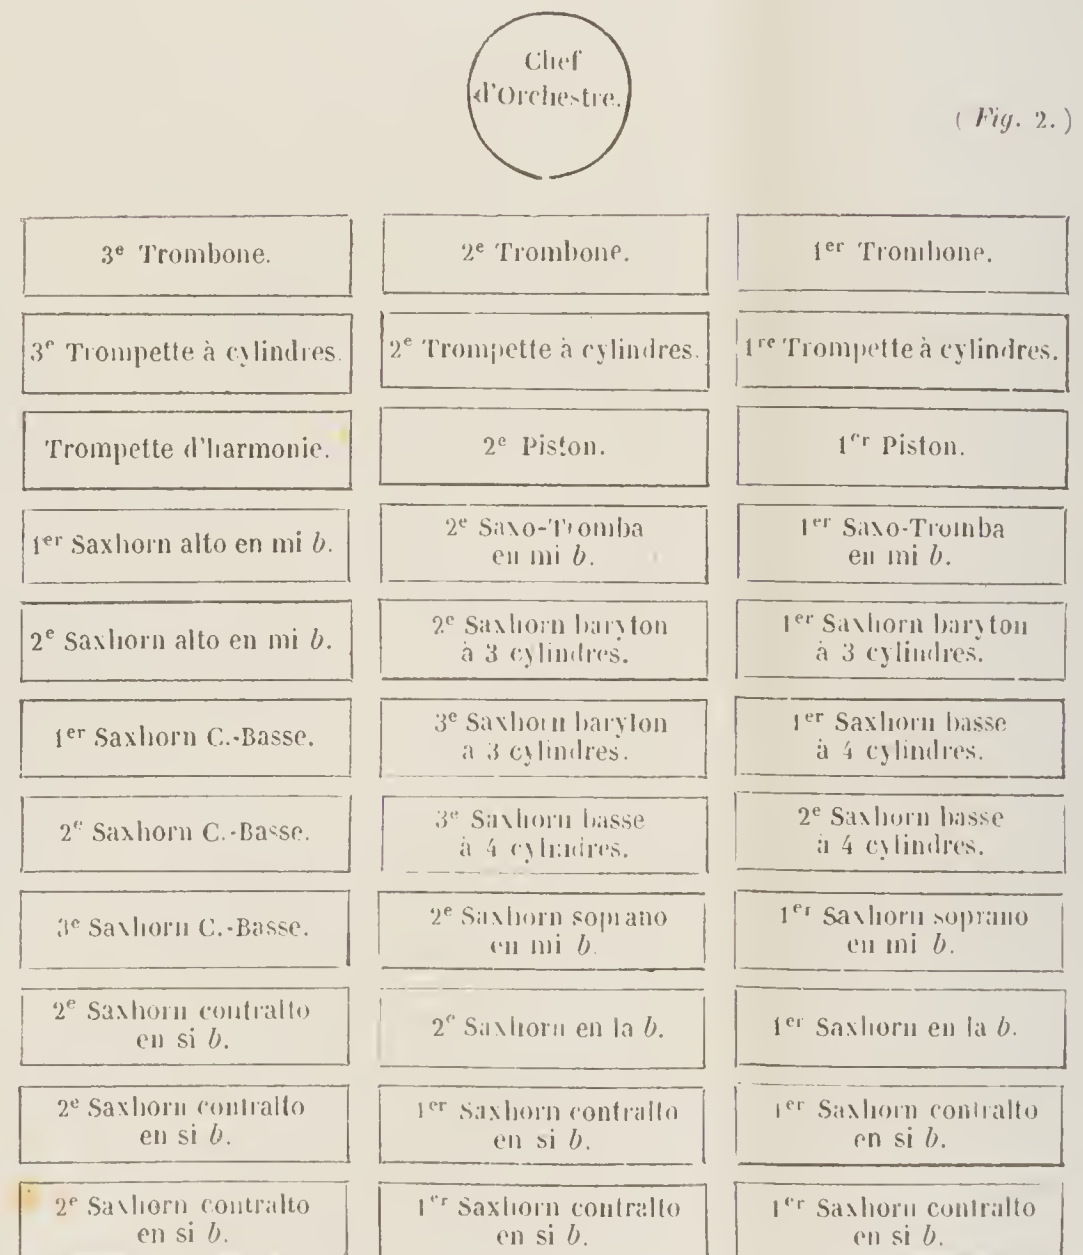 Chef
d'Orchestre.
( Fig. 2. )
3e Trombone.
2e Trombone.
1er Trombone.
3e Trompette à cylindres.
2e Trompette à cylindres.
1re Trompette à cylindres.
Trompette d'harmonie.
2e Piston.
1er Piston.
1er Saxhorn alto en mi b.
2e Saxo-Tromba
en mi b.
1er Saxo-Tromba
en mi b.
2e Saxhorn alto en mi b.
2e Saxhorn baryton
à 3 cylindres.
1er Saxhorn baryton
à 3 cylindres.
1er Saxhorn C.-Basse.
3e Saxhorn baryton
a 3 cylindres.
1er Saxhorn basse
à 4 cylindres.
2e Saxhorn C.-Basse.
3e Saxhorn basse
à 4 cylindres.
2e Saxhorn basse
à 4 cylindres.
3e Saxhorn C.-Basse.
2e Saxhorn soprano
en mi b.
1er Saxhorn soprano
en mi b.
2e Saxhorn contralto
en si b.
2e Saxhorn en la b.
1er Saxhorn en la b.
2e Saxhorn contralto
en si b.
1er Saxhorn contralto
en si b.
1er Saxhorn contralto
en si b.
2e Saxhorn contralto
en si b.
1er Saxhorn contralto
en si b.
1er Saxhorn contralto
en si b.